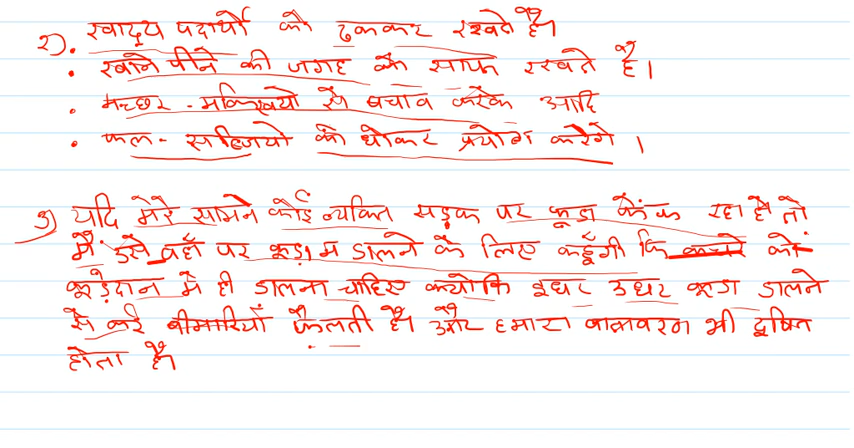 २). खाद्य पदार्थो को ढककर रखते है।
• खाने पीने की जगह को साफ रखते है।
• मच्छर - मक्खियो से बचाव करके आदि
• फल - सब्जियो को धोकर प्रयोग करेगे ।
3) यदि मेरे सामने कोई व्यक्ति सड़क पर कूडा फेंक रहा है तो
मैं उसे वहाँ पर कूड़ा न डालने के लिए कहूँगी कि कचरे को
कूड़ेदान मे ही डालना चाहिए क्योकि इधर उधर कूडा डालने
से कई बीमारियाँ फैलती है। और हमारा वातावरण भी दूषित
होता है।